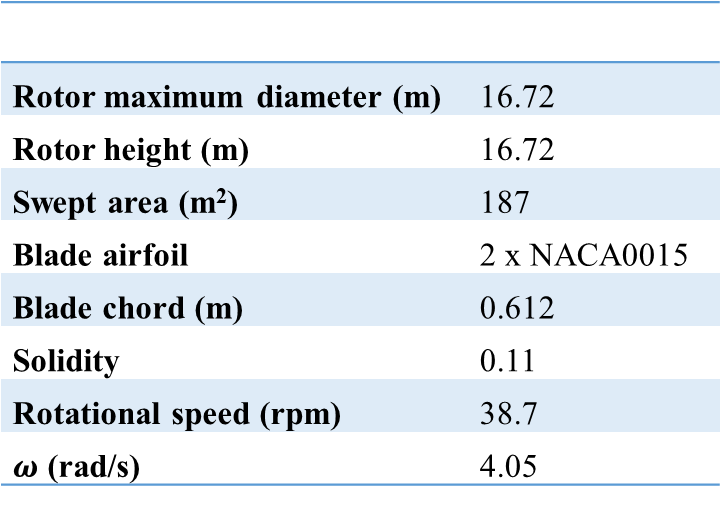 Rotor maximum diameter (m) 16.72
Rotor height (m) 16.72
Swept area (m²) 187
Blade airfoil 2 x NACA0015
Blade chord (m) 0.612
Solidity 0.11
Rotational speed (rpm) 38.7
ω (rad/s) 4.05